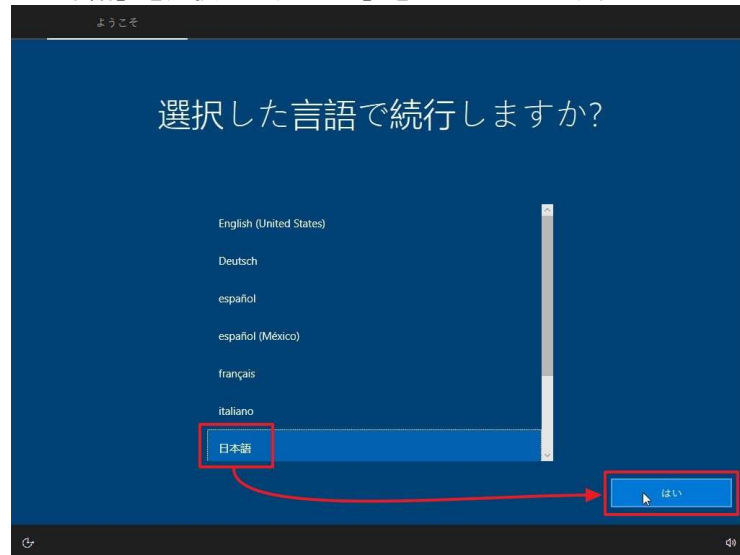 ようこそ
選択した言語で続行しますか?
English (United States)
Deutsch
español
español (México)
français
italiano
日本語
はい